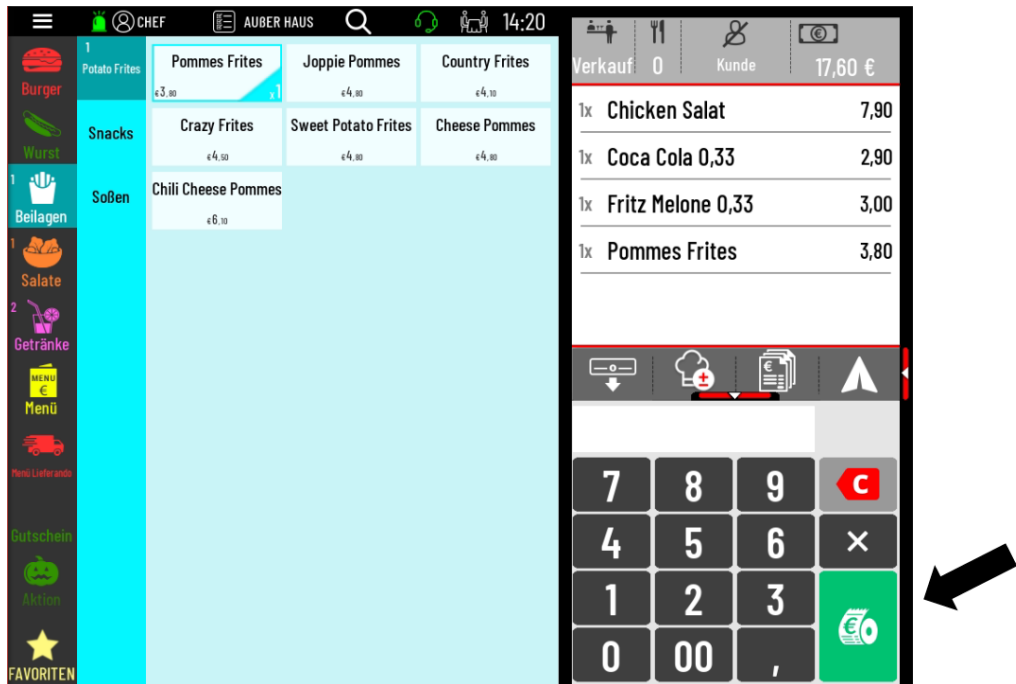 CHEF
AUßER HAUS
14:20
Burger
Wurst
1
Beilagen
1
Salate
2
Getränke
MENU
€
Menü
Menü Lieferando
Gutschein
Aktion
FAVORITEN
1
Potato Frites
Snacks
Soßen
Pommes Frites
€3,80
x1
Joppie Pommes
€4,80
Country Frites
€4,10
Crazy Frites
€4,50
Sweet Potato Frites
€4,80
Cheese Pommes
€4,80
Chili Cheese Pommes
€6,10
Verkauf
0
Kunde
€
17,60 €
1x Chicken Salat 7,90
1x Coca Cola 0,33 2,90
1x Fritz Melone 0,33 3,00
1x Pommes Frites 3,80
±
€
7 8 9 C
4 5 6 ×
1 2 3
€
0 00 ,